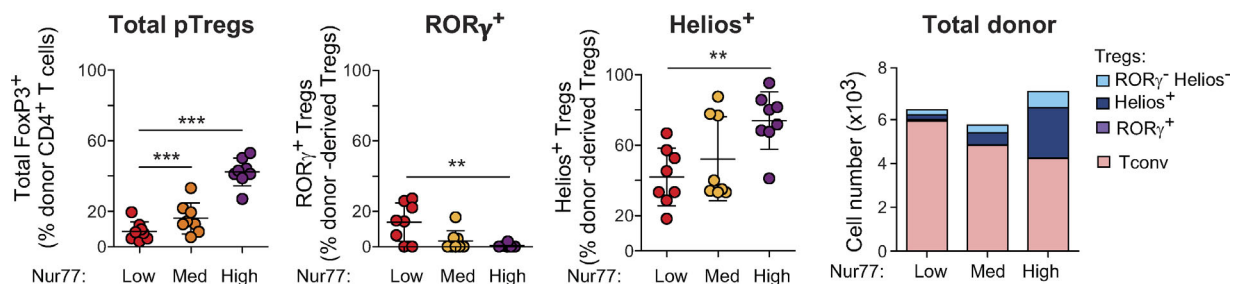 Total pTregs
Total FoxP3+
(% donor CD4+ T cells)
100
60
20
0
***
***
Nur77: Low Med High
RORγ+
RORγ+ Tregs
(% donor -derived Tregs)
100
60
20
0
**
Nur77: Low Med High
Helios+
Helios+ Tregs
(% donor -derived Tregs)
100
60
20
0
**
Nur77: Low Med High
Total donor
Cell number (x103)
8
6
4
2
0
Nur77: Low Med High
Tregs:
RORγ- Helios-
Helios+
RORγ+
Tconv